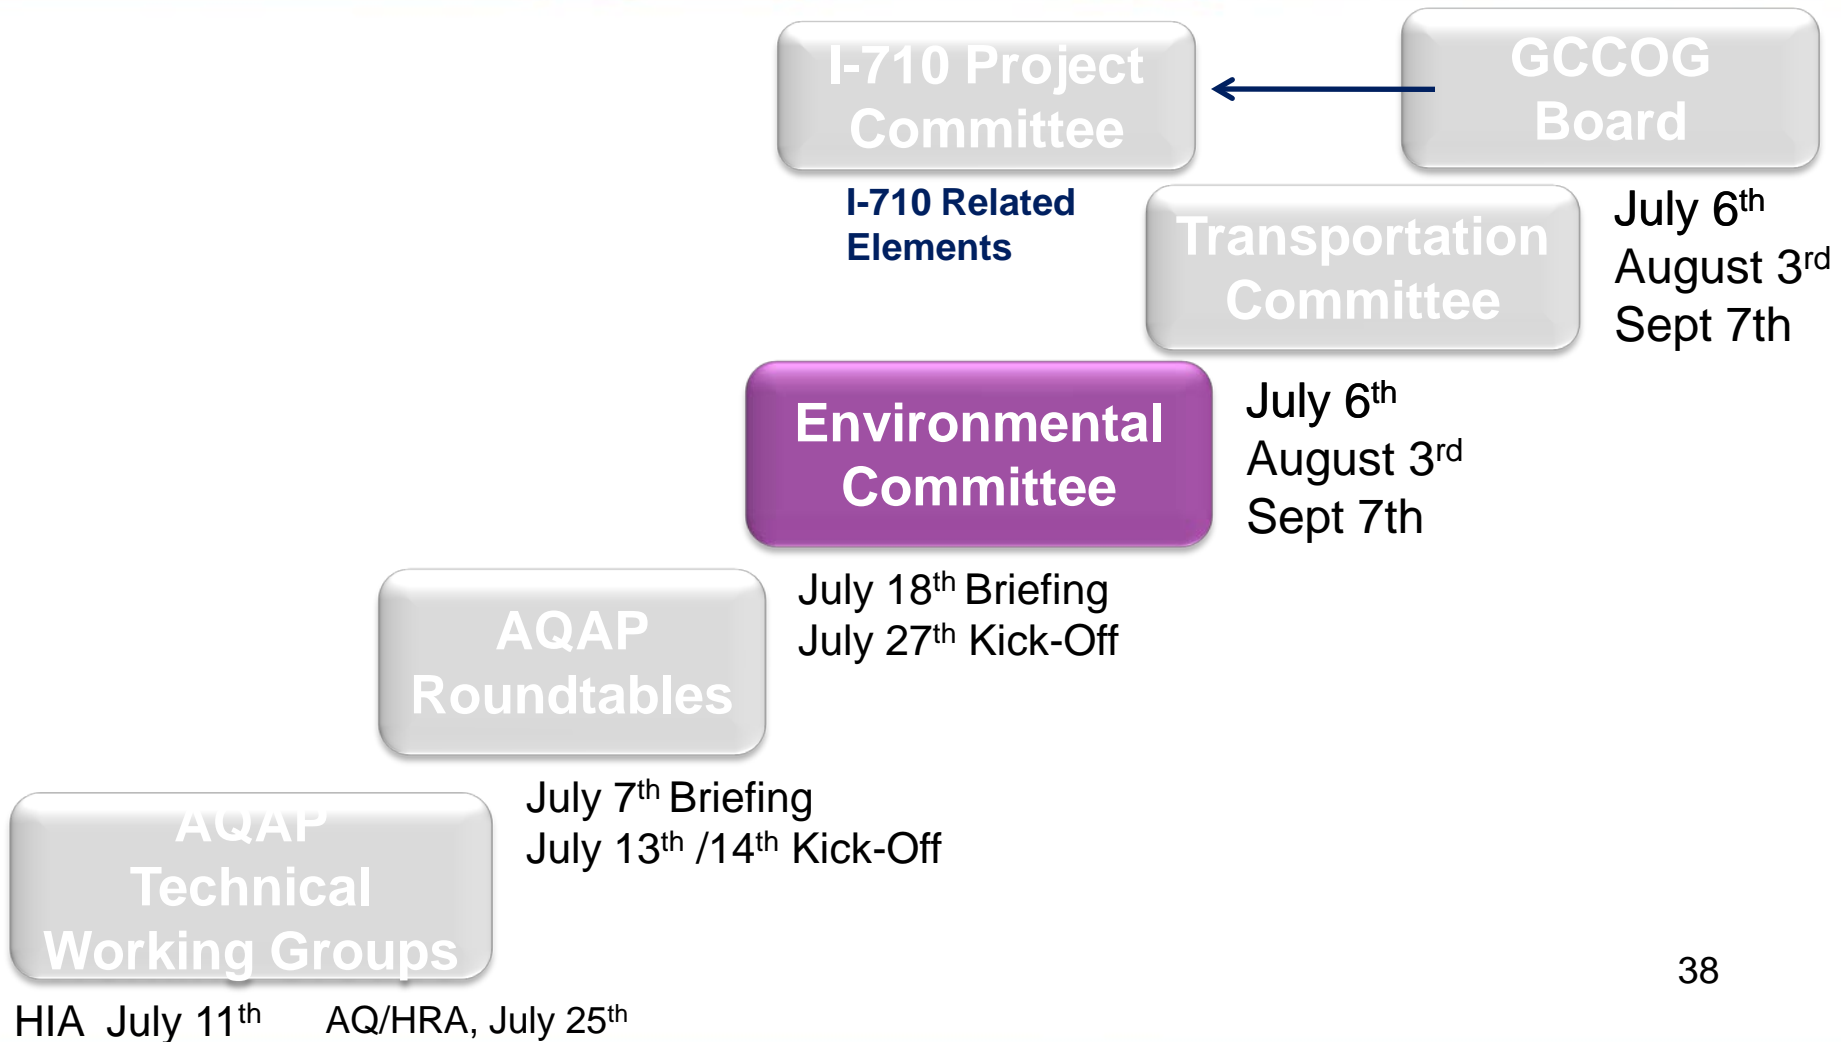 I-710 Project
Committee
GCCOG
Board
I-710 Related
Elements
Transportation
Committee
July 6th
August 3rd
Sept 7th
Environmental
Committee
July 6th
August 3rd
Sept 7th
AQAP
Roundtables
July 18th Briefing
July 27th Kick-Off
AQAP
Technical
Working Groups
July 7th Briefing
July 13th /14th Kick-Off
HIA July 11th
AQ/HRA, July 25th
38